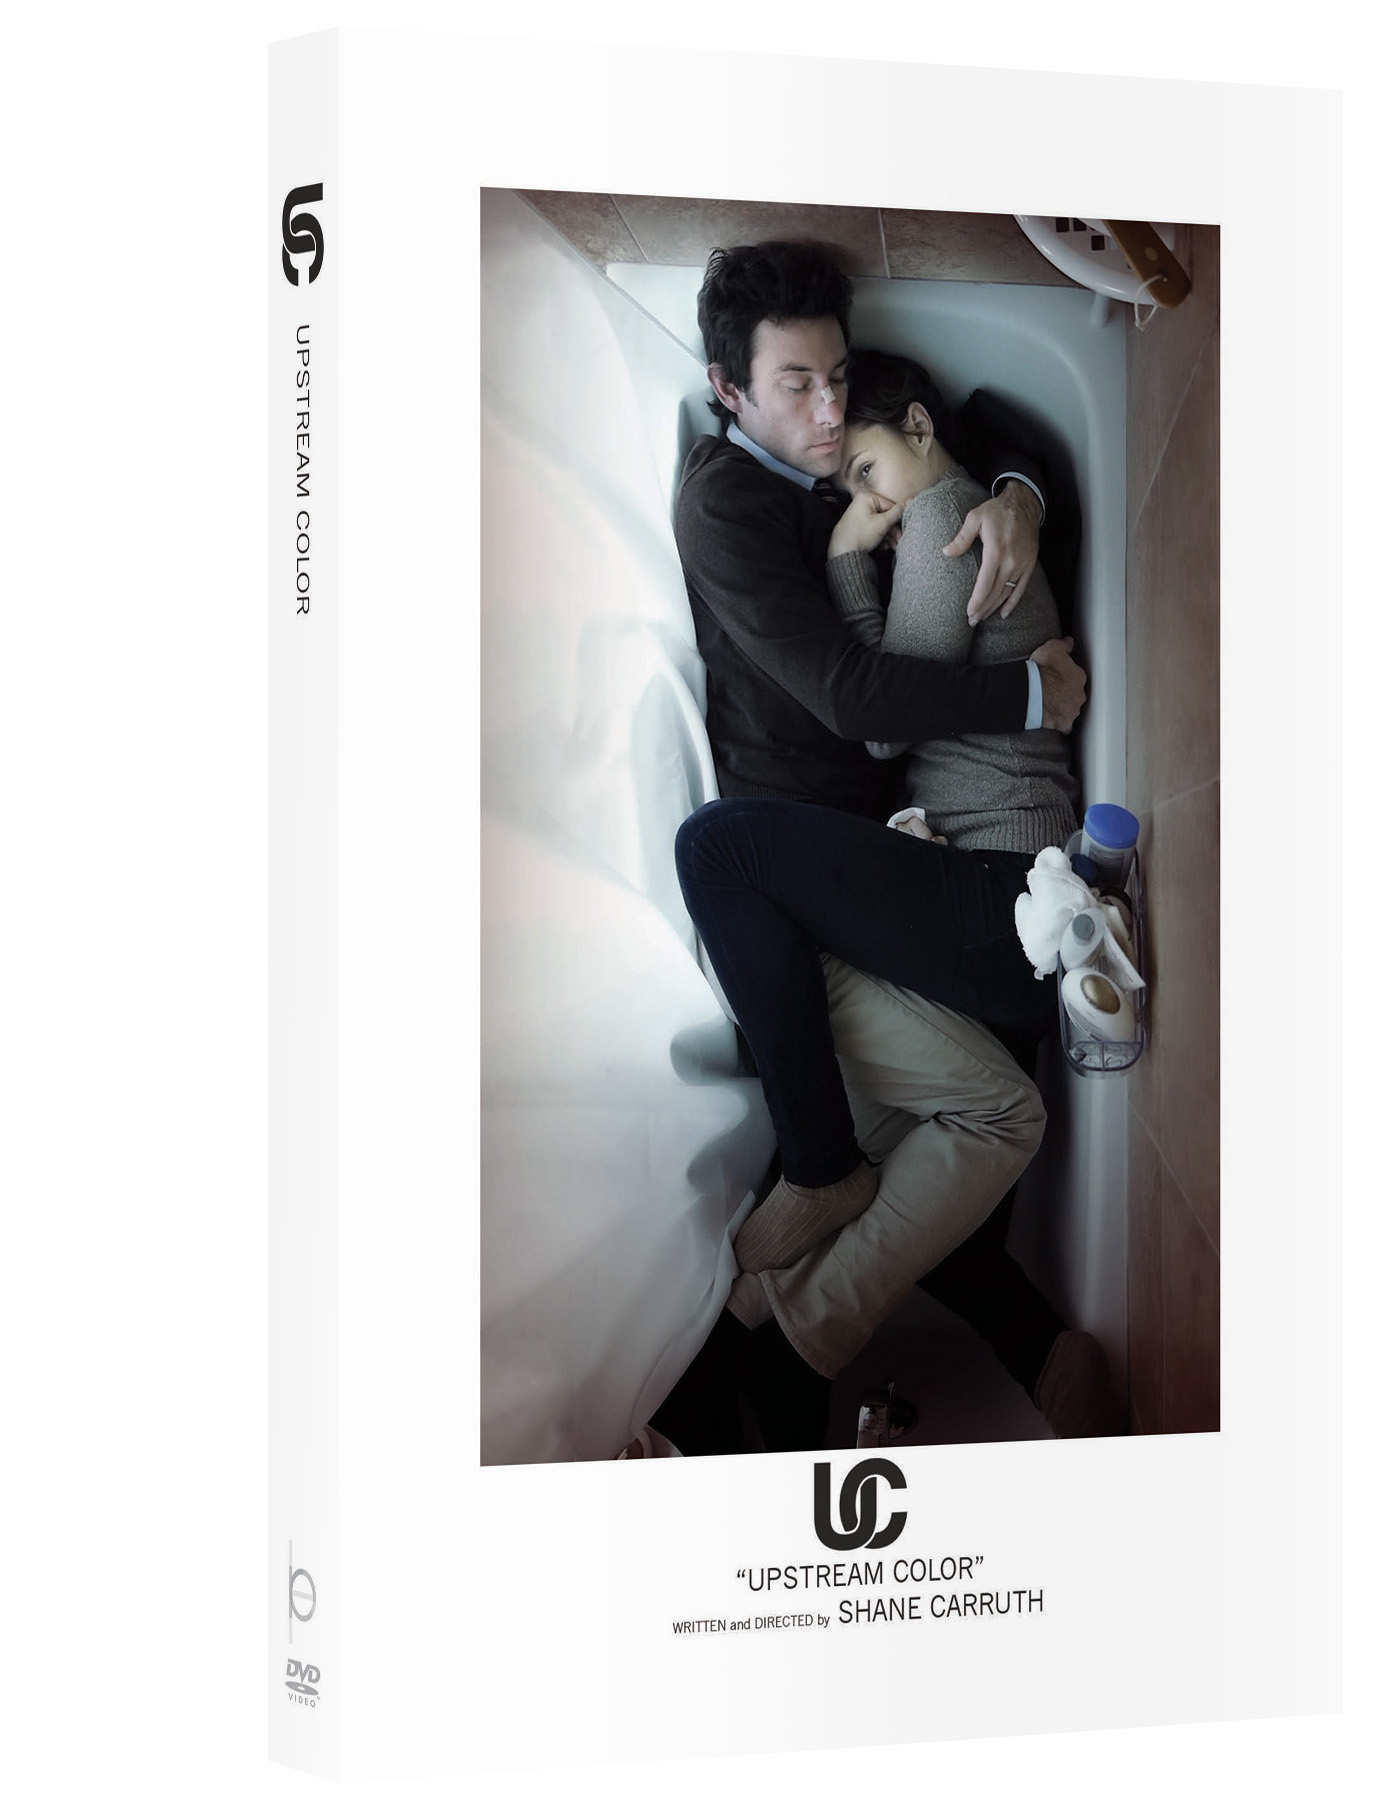 UC
UPSTREAM COLOR
DVD
VIDEO
UC
“UPSTREAM COLOR”
WRITTEN and DIRECTED by SHANE CARRUTH